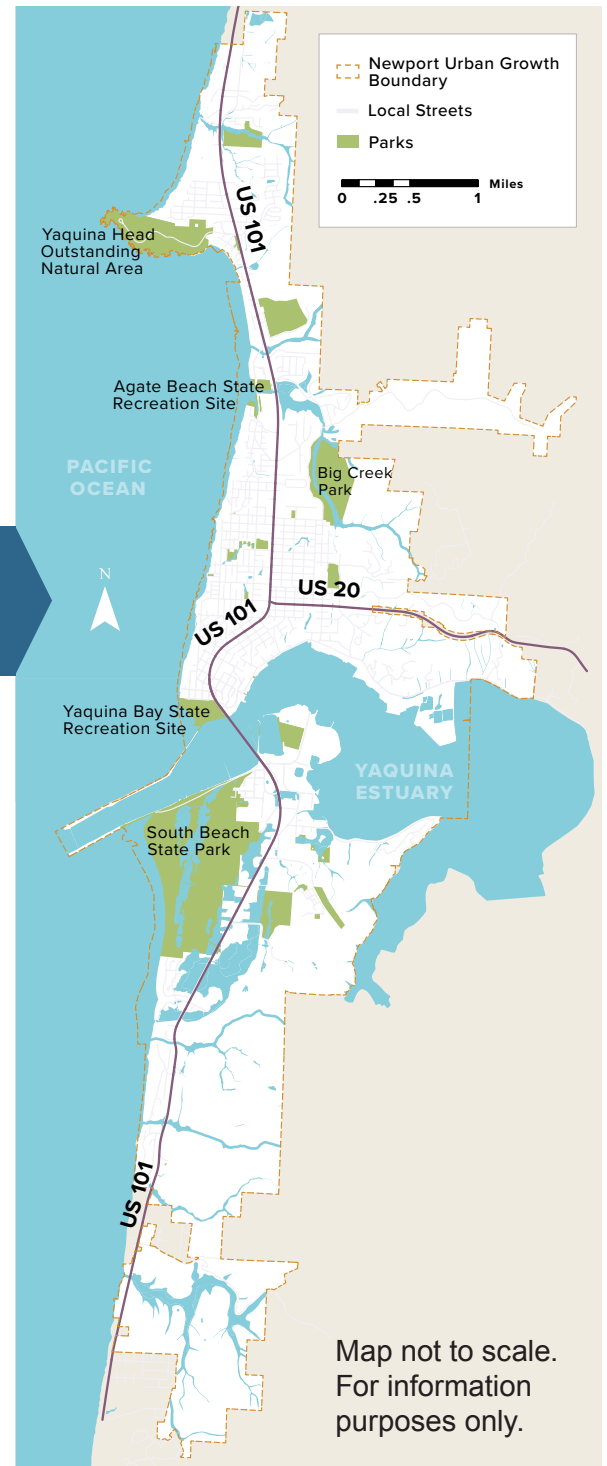 Newport Urban Growth
Boundary
Local Streets
Parks
Miles
0 .25 .5 1
US 101
Yaquina Head
Outstanding
Natural Area
Agate Beach State
Recreation Site
PACIFIC
OCEAN
Big Creek
Park
N
US 20
US 101
Yaquina Bay State
Recreation Site
YAQUINA
ESTUARY
South Beach
State Park
US 101
Map not to scale.
For information
purposes only.